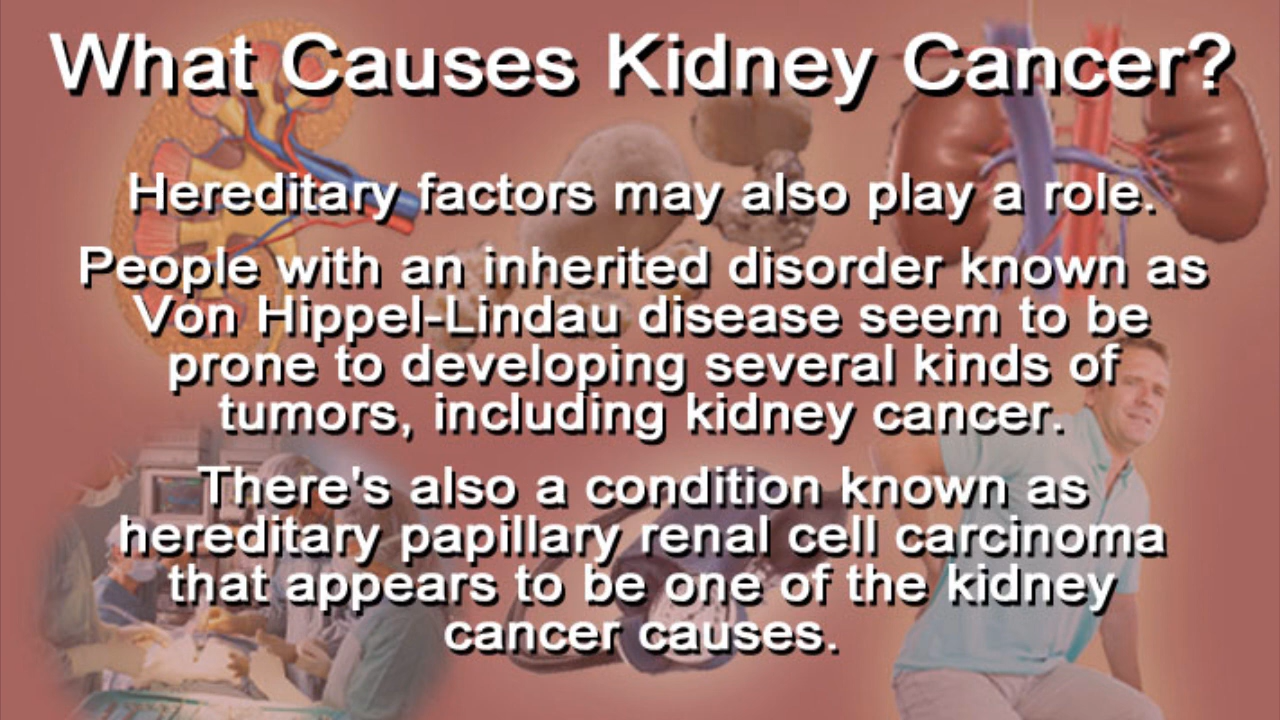 What Causes Kidney Cancer?
Hereditary factors may also play a role.
People with an inherited disorder known as
Von Hippel-Lindau disease seem to be
prone to developing several kinds of
tumors, including kidney cancer.
There's also a condition known as
hereditary papillary renal cell carcinoma
that appears to be one of the kidney
cancer causes.